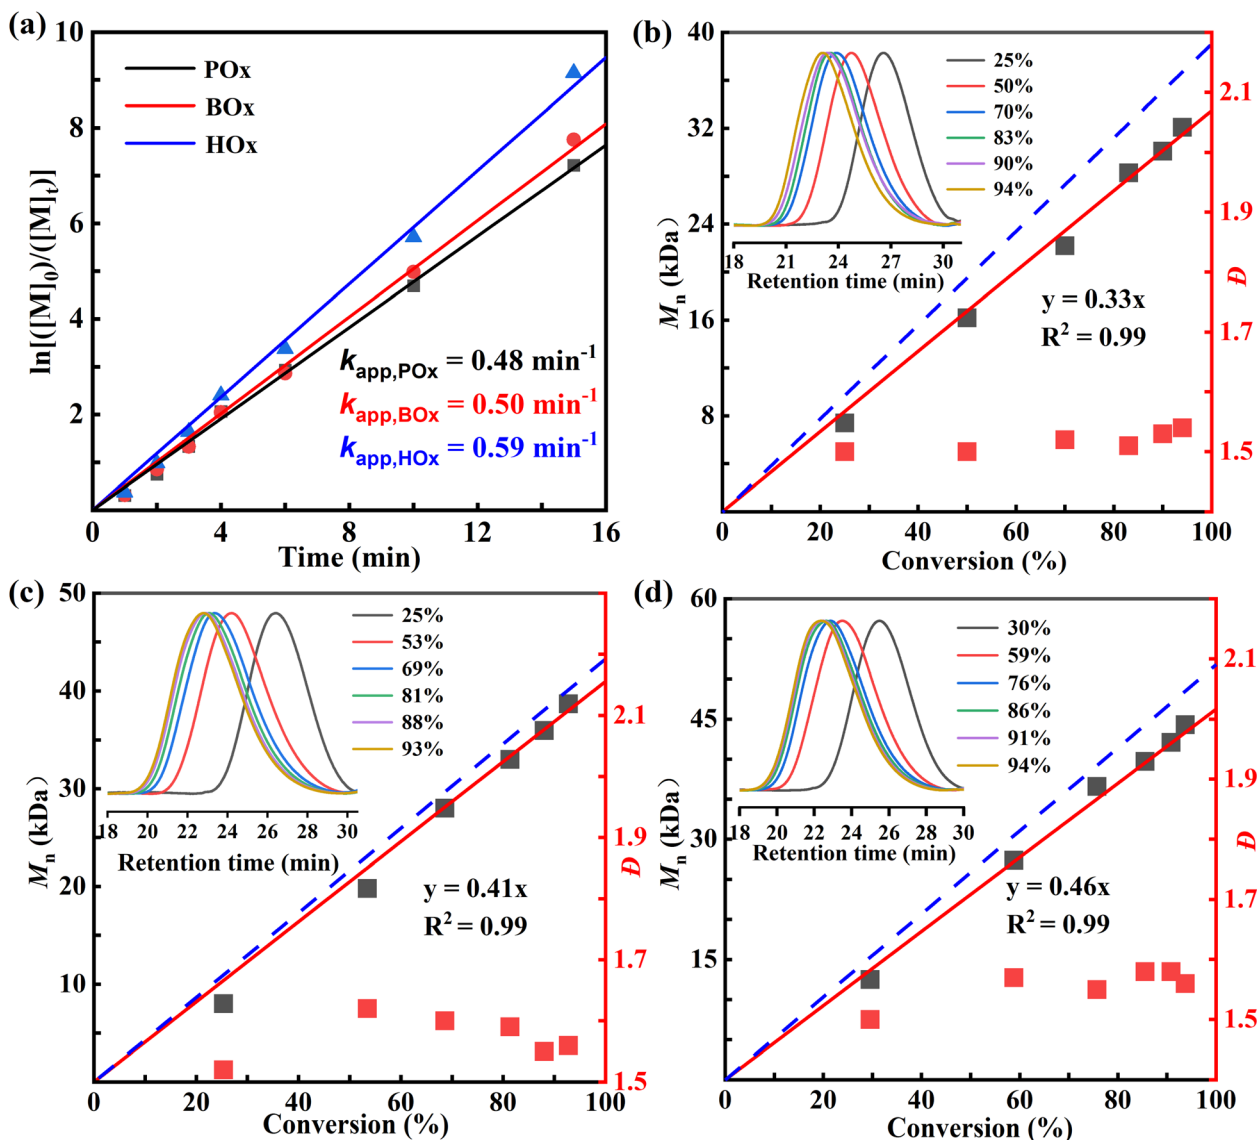 (a)
10
8
6
4
2
0 4 8 12 16
ln[([M]0)/([M]t)]
Time (min)
POx
BOx
HOx
kapp,POx = 0.48 min-1
kapp,BOx = 0.50 min-1
kapp,HOx = 0.59 min-1
(b)
40
32
24
16
8
0 20 40 60 80 100
Mn (kDa)
Conversion (%)
2.1
1.9
1.7
1.5
Đ
25%
50%
70%
83%
90%
94%
18 21 24 27 30
Retention time (min)
y = 0.33x
R2 = 0.99
(c)
50
40
30
20
10
0 20 40 60 80 100
Mn (kDa)
Conversion (%)
2.1
1.9
1.7
1.5
Đ
25%
53%
69%
81%
88%
93%
18 20 22 24 26 28 30
Retention time (min)
y = 0.41x
R2 = 0.99
(d)
60
45
30
15
0 20 40 60 80 100
Mn (kDa)
Conversion (%)
2.1
1.9
1.7
1.5
Đ
30%
59%
76%
86%
91%
94%
18 20 22 24 26 28 30
Retention time (min)
y = 0.46x
R2 = 0.99